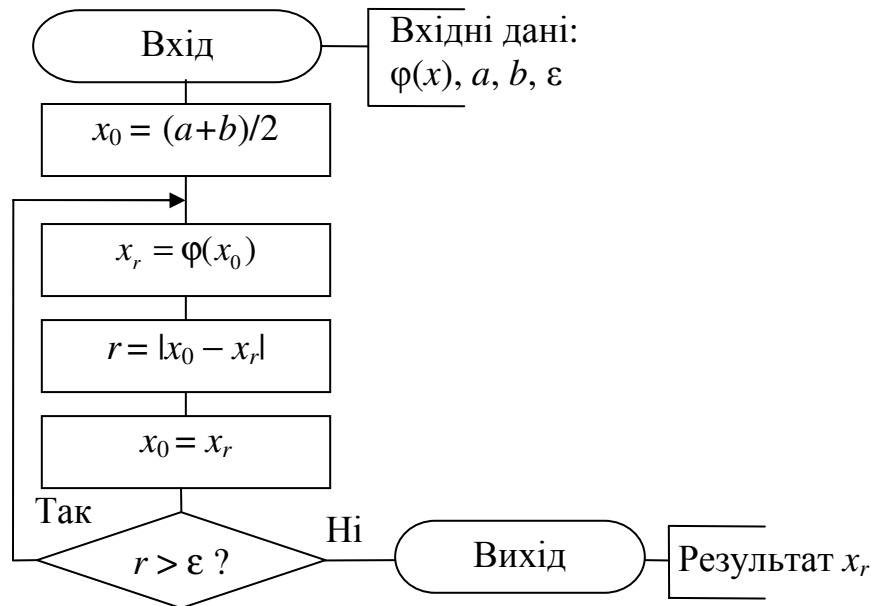 Вхід
Вхідні дані:
φ(x), a, b, ε
x₀ = (a+b)/2
xᵣ = φ(x₀)
r = |x₀ − xᵣ|
x₀ = xᵣ
Так
Ні
r > ε ?
Вихід
Результат xᵣ